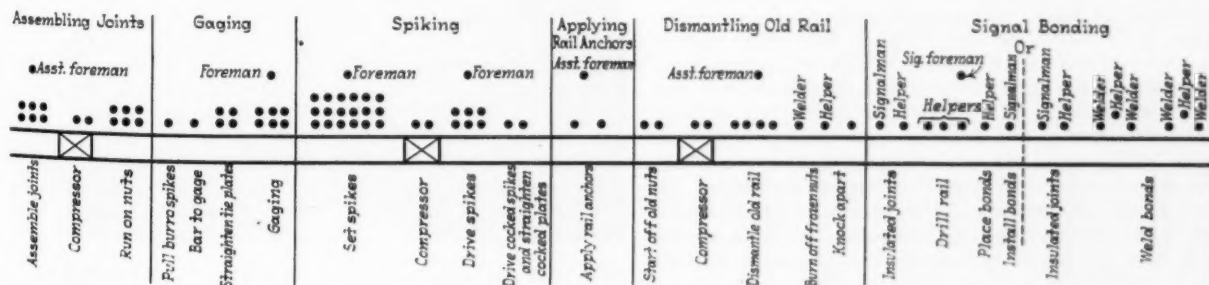 Assembling Joints
Asst. foreman
Assemble joints
Compressor
Run on nuts
Gaging
Foreman
Pull burro spikes
Bar to gage
Straighten tie plates
Gaging
Spiking
Foreman
Foreman
Set spikes
Compressor
Drive spikes
Drive cocked spikes
and straighten
cocked plates
Applying
Rail Anchors
Asst. foreman
Apply rail anchors
Dismantling Old Rail
Asst. foreman
Welder
Helper
Start off old nuts
Compressor
Dismantle old rail
Burn off frozen nuts
Knock apart
Signal Bonding
Or
Sig. foreman
Signalman
Helper
Helpers
Helper
Signalman
Signalman
Helper
Welder
Helper
Welder
Welder
Helper
Welder
Insulated joints
Drill rail
Place bonds
Install bonds
Insulated joints
Weld bonds